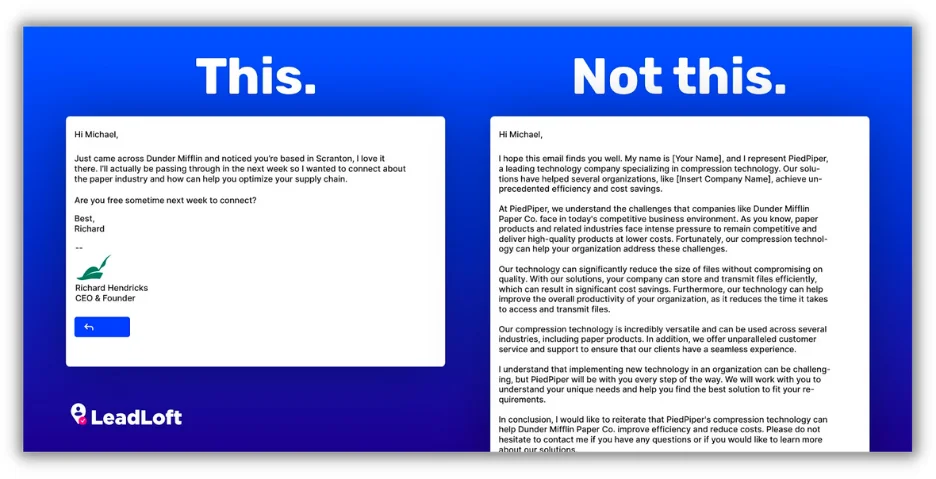 This.
Hi Michael,
Just came across Dunder Mifflin and noticed you're based in Scranton, I love it
there. I'll actually be passing through in the next week so I wanted to connect about
the paper industry and how can help you optimize your supply chain.
Are you free sometime next week to connect?
Best,
Richard
--
Richard Hendricks
CEO & Founder
LeadLoft
Not this.
Hi Michael,
I hope this email finds you well. My name is [Your Name], and I represent PiedPiper,
a leading technology company specializing in compression technology. Our solu-
tions have helped several organizations, like [Insert Company Name], achieve un-
precedented efficiency and cost savings.
At PiedPiper, we understand the challenges that companies like Dunder Mifflin
Paper Co. face in today's competitive business environment. As you know, paper
products and related industries face intense pressure to remain competitive and
deliver high-quality products at lower costs. Fortunately, our compression technol-
ogy can help your organization address these challenges.
Our technology can significantly reduce the size of files without compromising on
quality. With our solutions, your company can store and transmit files efficiently,
which can result in significant cost savings. Furthermore, our technology can help
improve the overall productivity of your organization, as it reduces the time it takes
to access and transmit files.
Our compression technology is incredibly versatile and can be used across several
industries, including paper products. In addition, we offer unparalleled customer
service and support to ensure that our clients have a seamless experience.
I understand that implementing new technology in an organization can be challeng-
ing, but PiedPiper will be with you every step of the way. We will work with you to
understand your unique needs and help you find the best solution to fit your re-
quirements.
In conclusion, I would like to reiterate that PiedPiper's compression technology can
help Dunder Mifflin Paper Co. improve efficiency and reduce costs. Please do not
hesitate to contact me if you have any questions or if you would like to learn more
about our solutions.